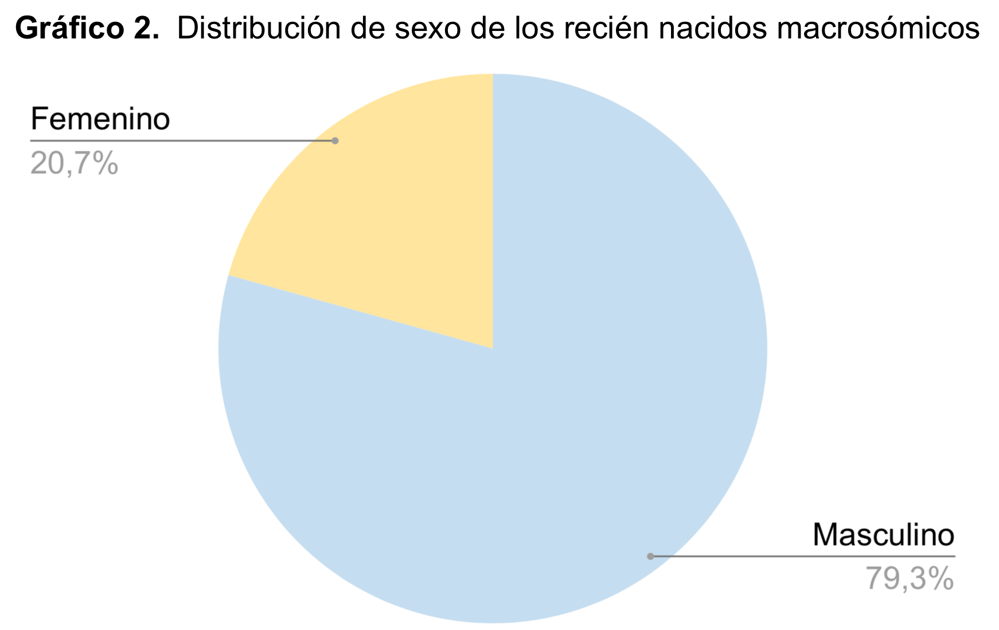 Gráfico 2. Distribución de sexo de los recién nacidos macrosómicos
Femenino
20,7%
Masculino
79,3%